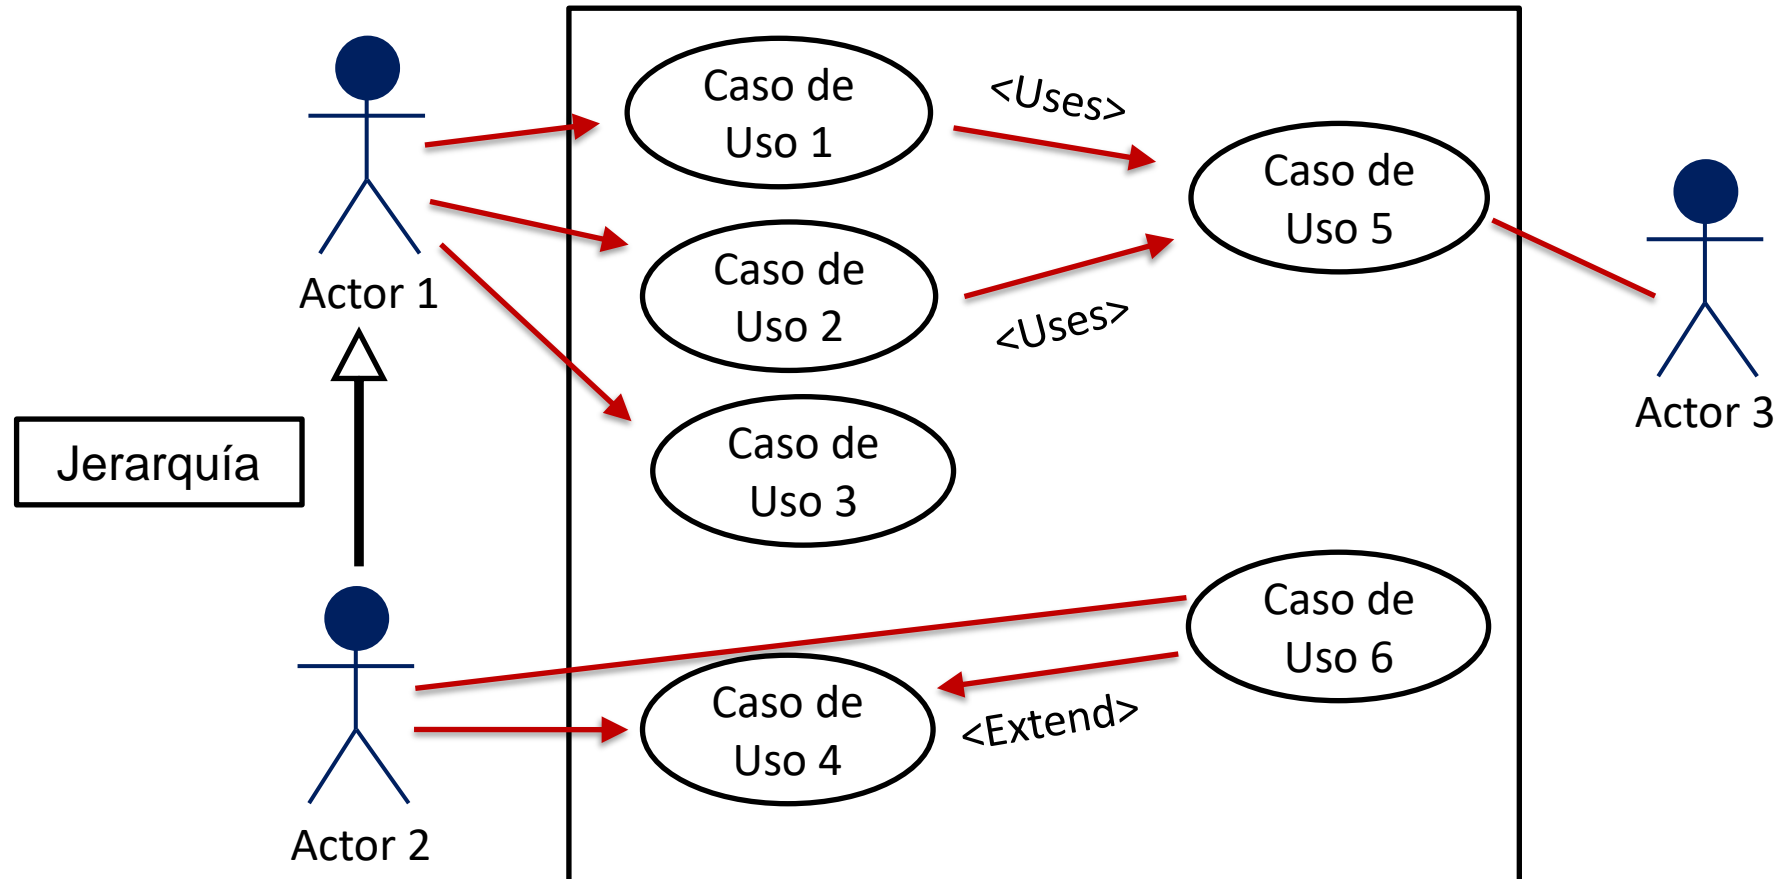 Caso de
Uso 1
<Uses>
Caso de
Uso 5
Actor 1
Caso de
Uso 2
<Uses>
Actor 3
Jerarquía
Caso de
Uso 3
Caso de
Uso 6
Caso de
Uso 4
<Extend>
Actor 2